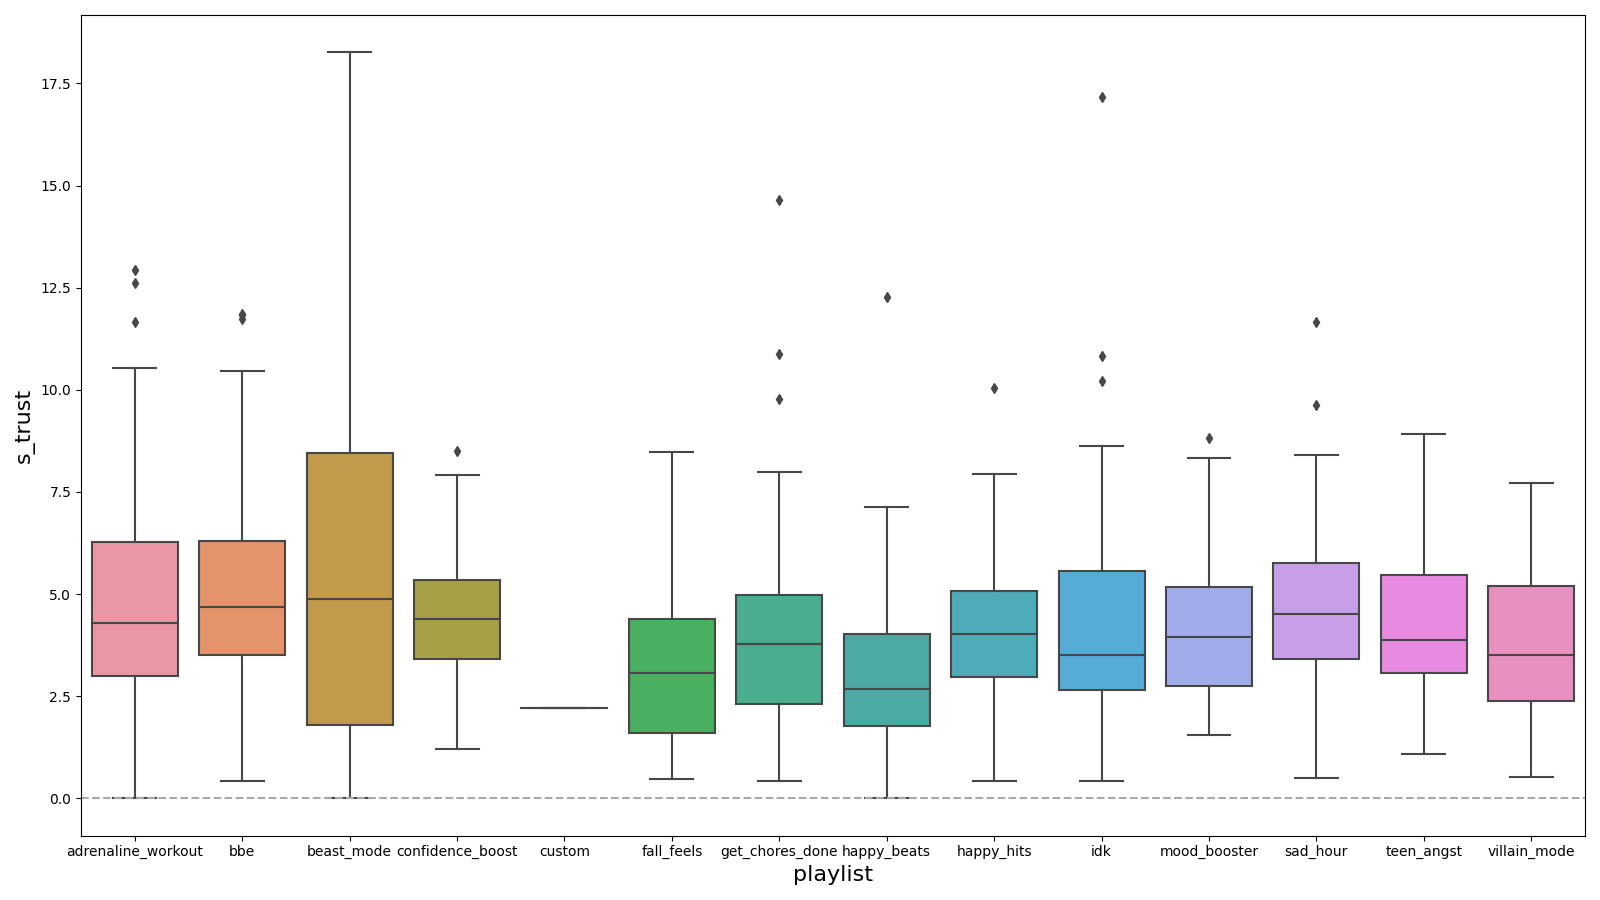 s_trust
17.5
15.0
12.5
10.0
7.5
5.0
2.5
0.0
adrenaline_workout bbe beast_mode confidence_boost custom fall_feels get_chores_done happy_beats happy_hits idk mood_booster sad_hour teen_angst villain_mode
playlist